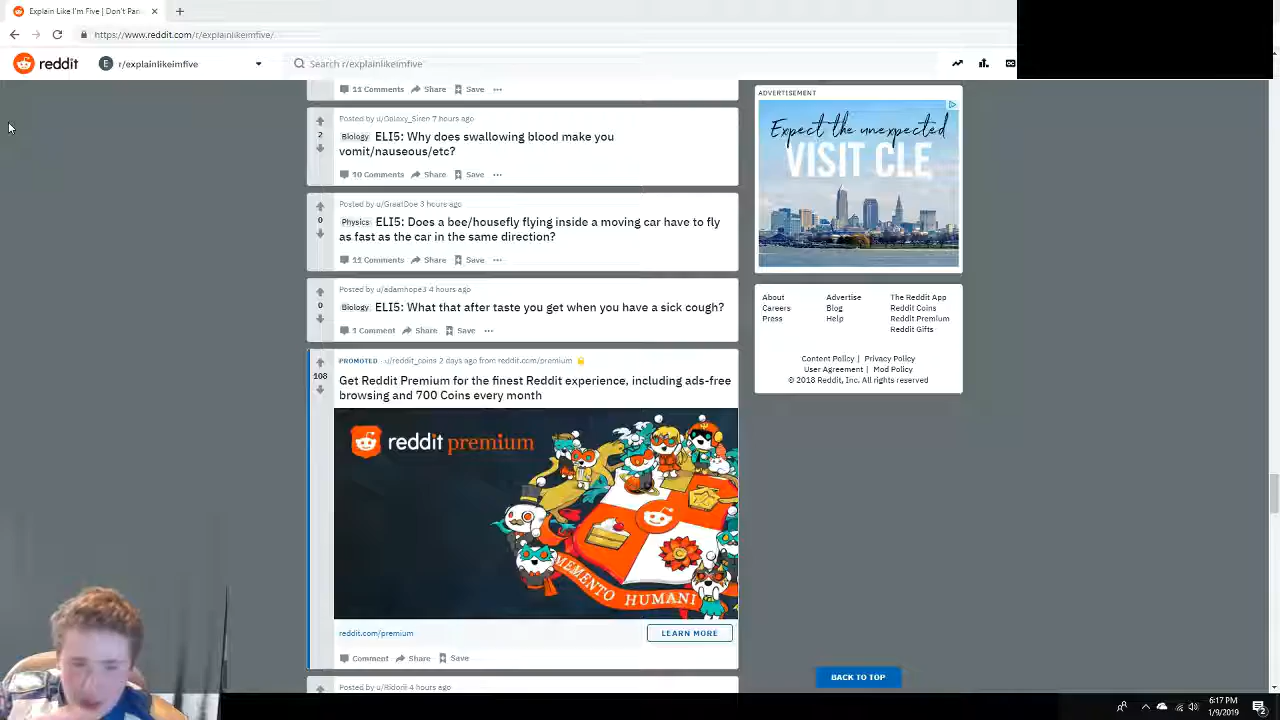 Explain Like I'm Five | Don't Pan
https://www.reddit.com/r/explainlikeimfive/
reddit
r/explainlikeimfive
Search r/explainlikeimfive
11 Comments Share Save
Posted by u/Galaxy_Siren 7 hours ago
2
Biology ELI5: Why does swallowing blood make you
vomit/nauseous/etc?
10 Comments Share Save
Posted by u/GreatDoe 3 hours ago
0
Physics ELI5: Does a bee/housefly flying inside a moving car have to fly
as fast as the car in the same direction?
11 Comments Share Save
Posted by u/adamhope3 4 hours ago
0
Biology ELI5: What that after taste you get when you have a sick cough?
1 Comment Share Save
PROMOTED · u/reddit_coins 2 days ago from reddit.com/premium
108
Get Reddit Premium for the finest Reddit experience, including ads-free
browsing and 700 Coins every month
reddit premium
MEMENTO HUMANI
reddit.com/premium
LEARN MORE
Comment Share Save
Posted by u/Ridorit 4 hours ago
ADVERTISEMENT
Expect the unexpected
VISIT CLE
About Advertise The Reddit App
Careers Blog Reddit Coins
Press Help Reddit Premium
Reddit Gifts
Content Policy | Privacy Policy
User Agreement | Mod Policy
© 2018 Reddit, Inc. All rights reserved
BACK TO TOP
6:17 PM
1/9/2019